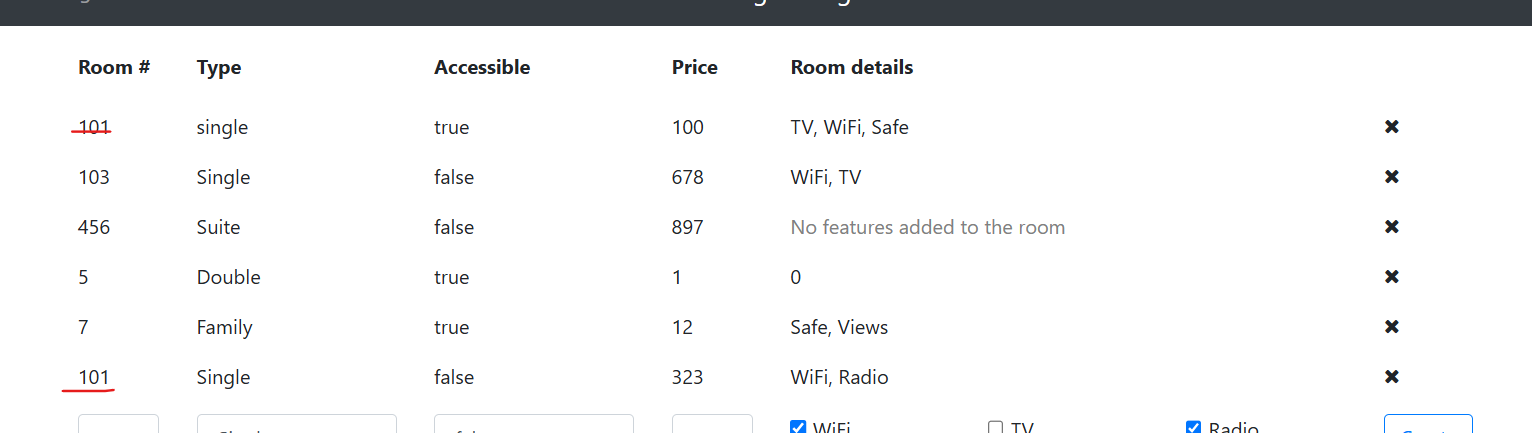 Room # Type Accessible Price Room details
101 single true 100 TV, WiFi, Safe
103 Single false 678 WiFi, TV
456 Suite false 897 No features added to the room
5 Double true 1 0
7 Family true 12 Safe, Views
101 Single false 323 WiFi, Radio
WiFi TV Radio